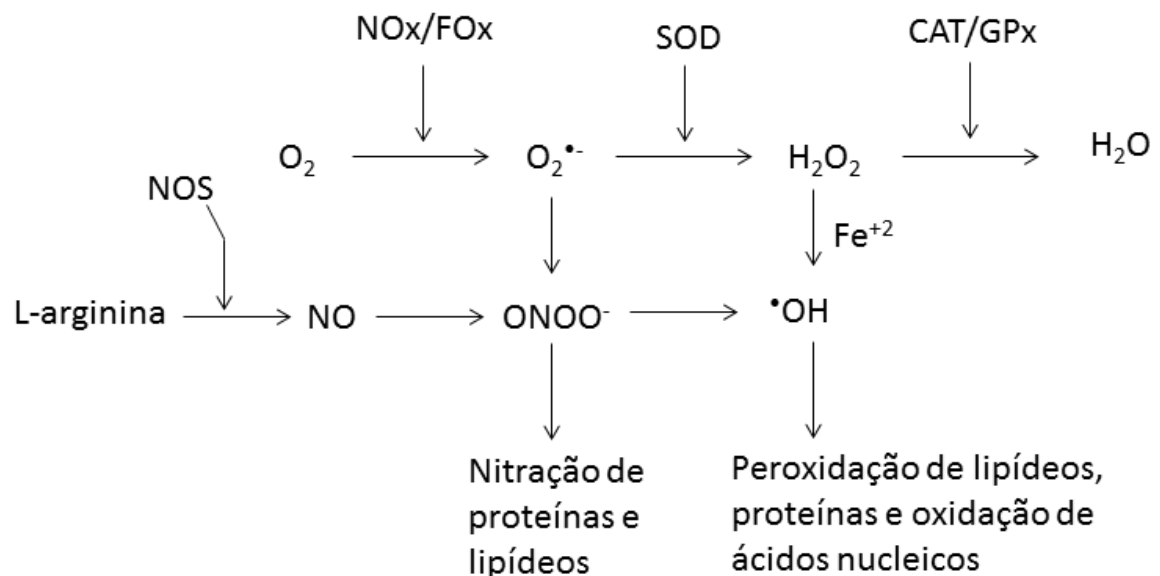 NOx/FOx
SOD
CAT/GPx
O₂
O₂•-
H₂O₂
H₂O
NOS
Fe⁺²
L-arginina
NO
ONOO⁻
•OH
Nitração de
proteínas e
lipídeos
Peroxidação de lipídeos,
proteínas e oxidação de
ácidos nucleicos